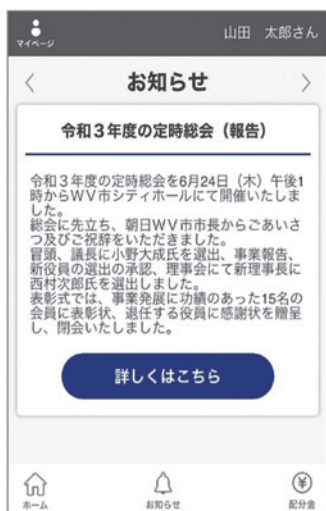 マイページ
山田　太郎さん
お知らせ
令和３年度の定時総会（報告）
令和３年度の定時総会を6月24日（木）午後1
時からＷＶ市シティホールにて開催いたしま
した。
総会に先立ち、朝日ＷＶ市市長からごあいさ
つ及びご祝辞をいただきました。
冒頭、議長に小野大成氏を選出、事業報告、
新役員の選出の承認、理事会にて新理事長に
西村次郎氏を選出しました。
表彰式では、事業発展に功績のあった15名の
会員に表彰状、退任する役員に感謝状を贈呈
し、閉会いたしました。
詳しくはこちら
ホーム
お知らせ
配分金